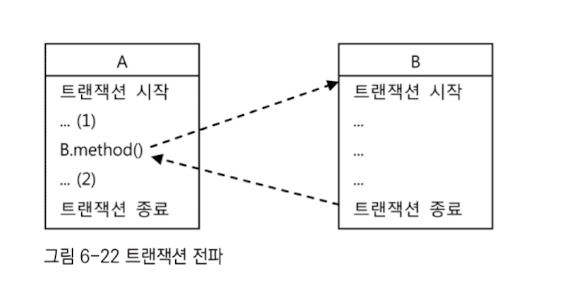 A
트랜잭션 시작
... (1)
B.method()
... (2)
트랜잭션 종료
B
트랜잭션 시작
...
...
...
트랜잭션 종료
그림 6-22 트랜잭션 전파